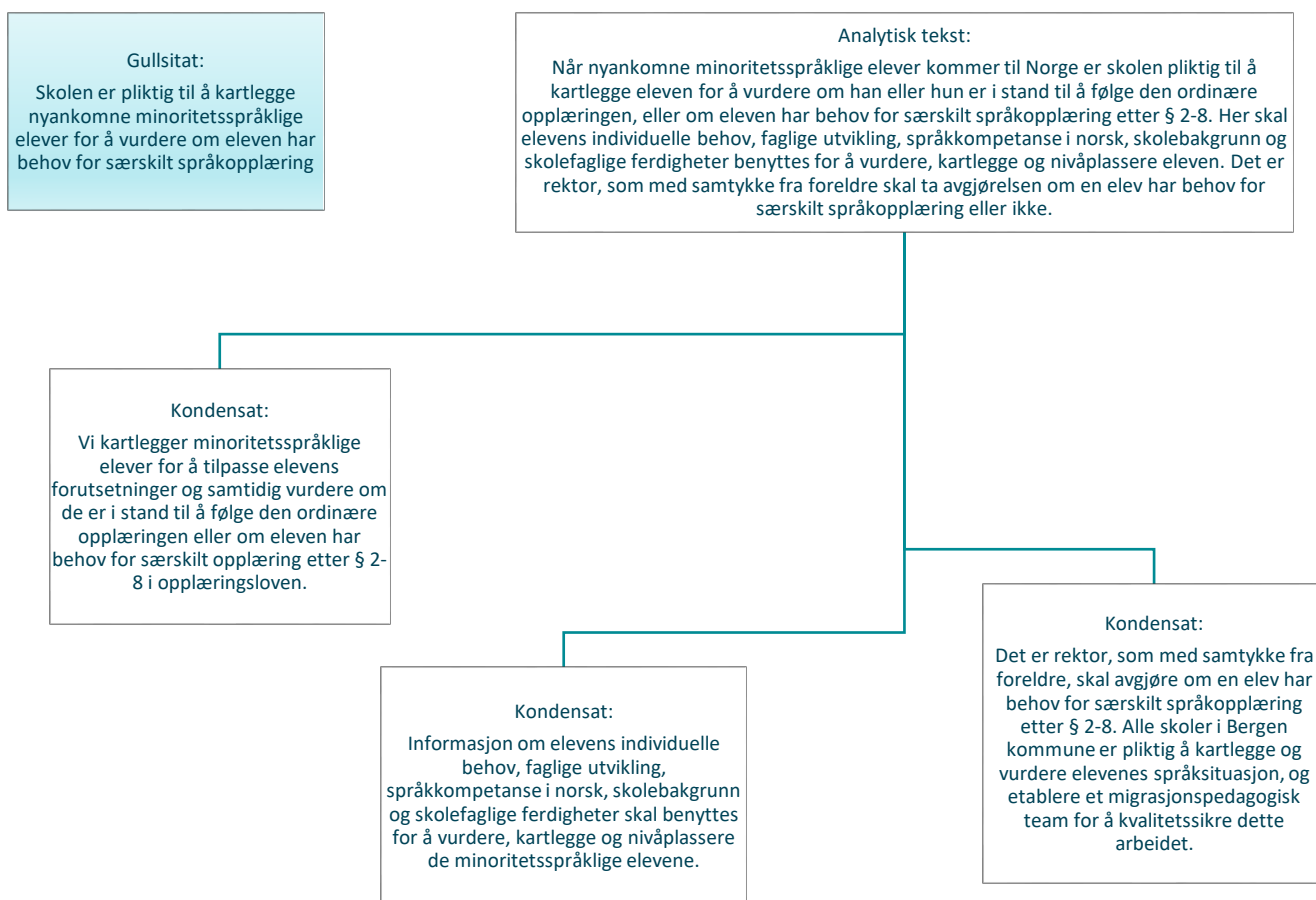 Gullsitat:
Skolen er pliktig til å kartlegge
nyankomne minoritetsspråklige
elever for å vurdere om eleven har
behov for særskilt språkopplæring
Analytisk tekst:
Når nyankomne minoritetsspråklige elever kommer til Norge er skolen pliktig til å
kartlegge eleven for å vurdere om han eller hun er i stand til å følge den ordinære
opplæringen, eller om eleven har behov for særskilt språkopplæring etter § 2-8. Her skal
elevens individuelle behov, faglige utvikling, språkkompetanse i norsk, skolebakgrunn og
skolefaglige ferdigheter benyttes for å vurdere, kartlegge og nivåplassere eleven. Det er
rektor, som med samtykke fra foreldre skal ta avgjørelsen om en elev har behov for
særskilt språkopplæring eller ikke.
Kondensat:
Vi kartlegger minoritetsspråklige
elever for å tilpasse elevens
forutsetninger og samtidig vurdere om
de er i stand til å følge den ordinære
opplæringen eller om eleven har
behov for særskilt opplæring etter § 2-
8 i opplæringsloven.
Kondensat:
Informasjon om elevens individuelle
behov, faglige utvikling,
språkkompetanse i norsk, skolebakgrunn
og skolefaglige ferdigheter skal benyttes
for å vurdere, kartlegge og nivåplassere
de minoritetsspråklige elevene.
Kondensat:
Det er rektor, som med samtykke fra
foreldre, skal avgjøre om en elev har
behov for særskilt språkopplæring
etter § 2-8. Alle skoler i Bergen
kommune er pliktig å kartlegge og
vurdere elevenes språksituasjon, og
etablere et migrasjonspedagogisk
team for å kvalitetssikre dette
arbeidet.